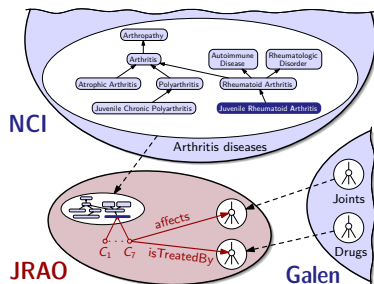 Arthropathy
Arthritis
Autoimmune Disease
Rheumatologic Disorder
Atrophic Arthritis
Polyarthritis
Rheumatoid Arthritis
Juvenile Chronic Polyarthritis
Juvenile Rheumatoid Arthritis
NCI
Arthritis diseases
affects
Joints
C1 C7
isTreatedBy
Drugs
JRAO
Galen